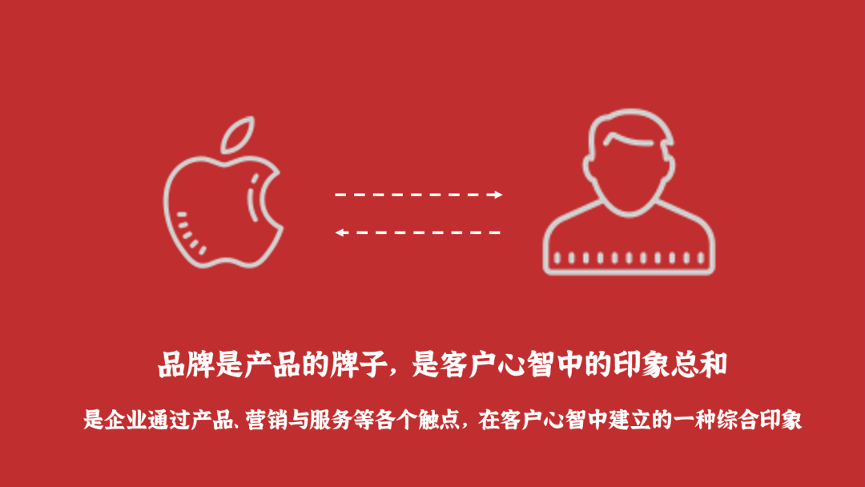 品牌是产品的牌子，是客户心智中的印象总和
是企业通过产品、营销与服务等各个触点，在客户心智中建立的一种综合印象